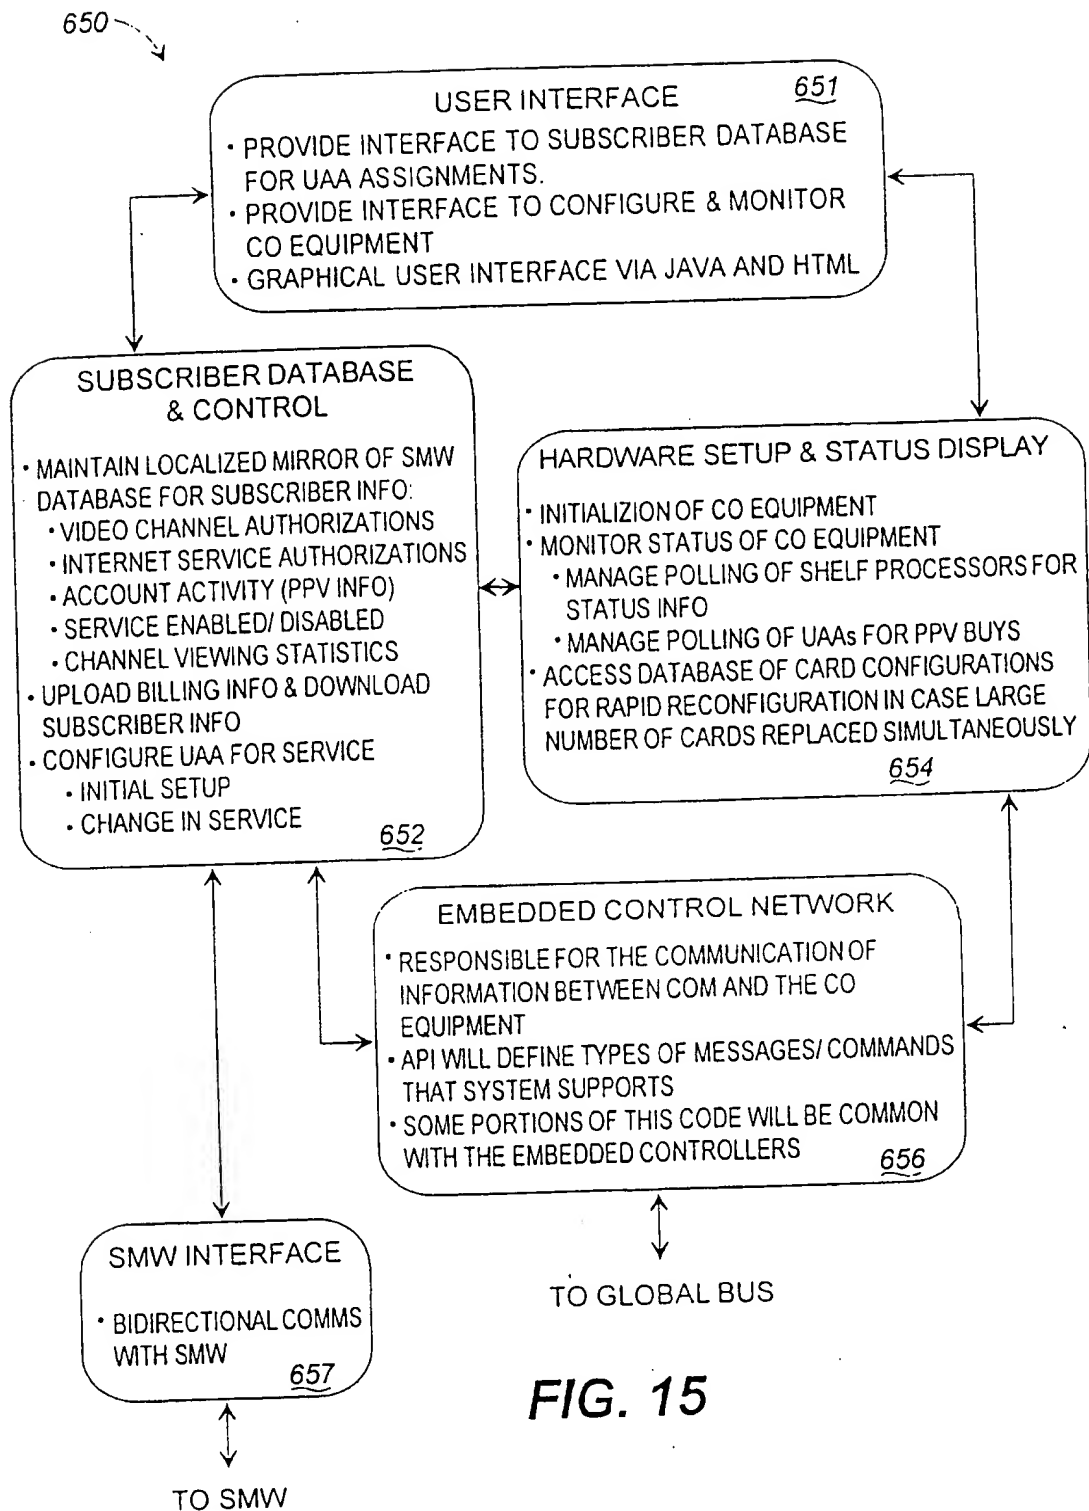 650
USER INTERFACE 651
• PROVIDE INTERFACE TO SUBSCRIBER DATABASE
FOR UAA ASSIGNMENTS.
• PROVIDE INTERFACE TO CONFIGURE & MONITOR
CO EQUIPMENT
• GRAPHICAL USER INTERFACE VIA JAVA AND HTML
SUBSCRIBER DATABASE
& CONTROL
• MAINTAIN LOCALIZED MIRROR OF SMW
DATABASE FOR SUBSCRIBER INFO:
• VIDEO CHANNEL AUTHORIZATIONS
• INTERNET SERVICE AUTHORIZATIONS
• ACCOUNT ACTIVITY (PPV INFO)
• SERVICE ENABLED/ DISABLED
• CHANNEL VIEWING STATISTICS
• UPLOAD BILLING INFO & DOWNLOAD
SUBSCRIBER INFO
• CONFIGURE UAA FOR SERVICE
• INITIAL SETUP
• CHANGE IN SERVICE
652
HARDWARE SETUP & STATUS DISPLAY
• INITIALIZION OF CO EQUIPMENT
• MONITOR STATUS OF CO EQUIPMENT
• MANAGE POLLING OF SHELF PROCESSORS FOR
STATUS INFO
• MANAGE POLLING OF UAAs FOR PPV BUYS
• ACCESS DATABASE OF CARD CONFIGURATIONS
FOR RAPID RECONFIGURATION IN CASE LARGE
NUMBER OF CARDS REPLACED SIMULTANEOUSLY
654
EMBEDDED CONTROL NETWORK
• RESPONSIBLE FOR THE COMMUNICATION OF
INFORMATION BETWEEN COM AND THE CO
EQUIPMENT
• API WILL DEFINE TYPES OF MESSAGES/ COMMANDS
THAT SYSTEM SUPPORTS
• SOME PORTIONS OF THIS CODE WILL BE COMMON
WITH THE EMBEDDED CONTROLLERS
656
SMW INTERFACE
• BIDIRECTIONAL COMMS
WITH SMW
657
TO GLOBAL BUS
TO SMW
FIG. 15